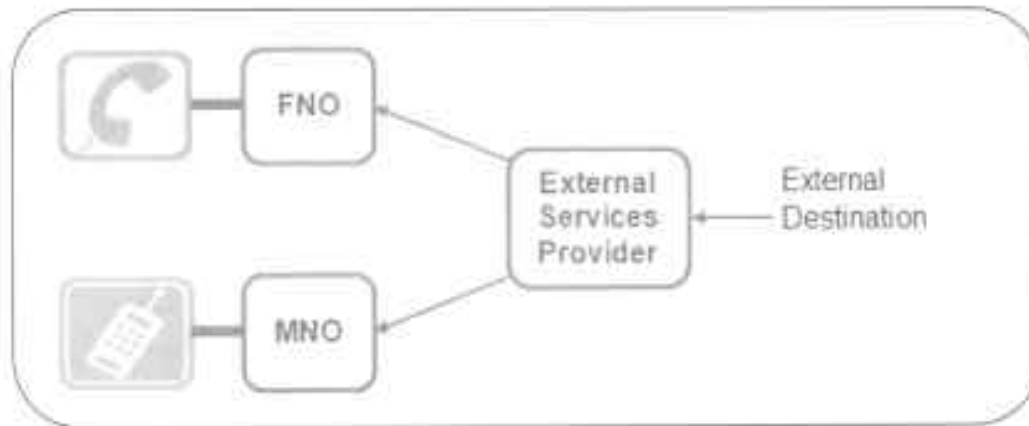 FNO
External
Services
Provider
External
Destination
MNO